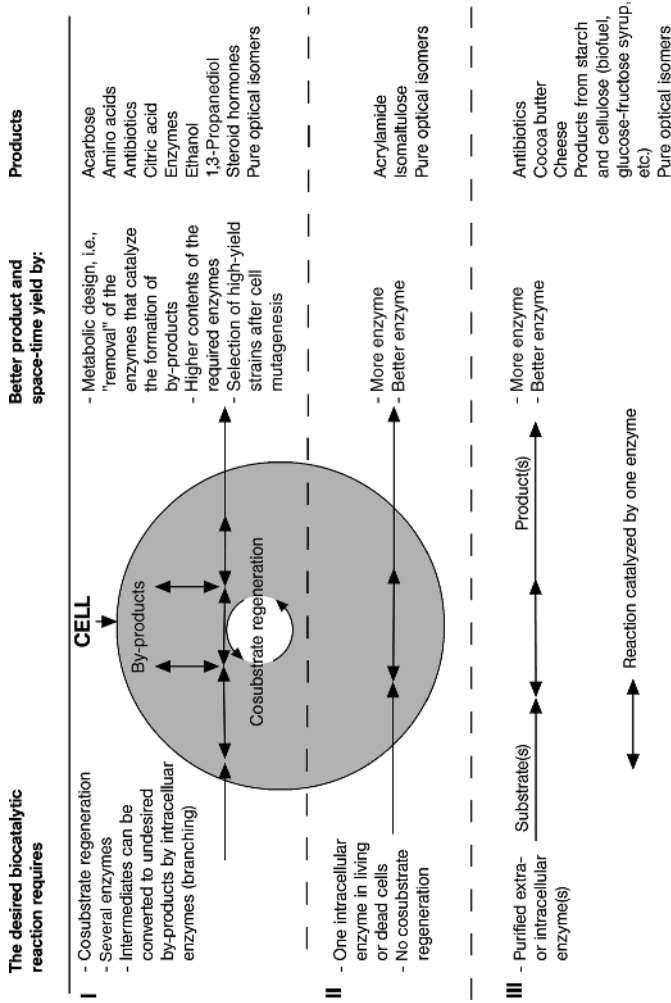 The desired biocatalytic
reaction requires
Better product and
space-time yield by:
Products
I
- Cosubstrate regeneration
- Several enzymes
- Intermediates can be
converted to undesired
by-products by intracelluar
enzymes (branching)
CELL
By-products
Cosubstrate regeneration
- Metabolic design, i.e.,
"removal" of the
enzymes that catalyze
the formation of
by-products
- Higher contents of the
required enzymes
- Selection of high-yield
strains after cell
mutagenesis
Acarbose
Amino acids
Antibiotics
Citric acid
Enzymes
Ethanol
1,3-Propanediol
Steroid hormones
Pure optical isomers
II
- One intracellular
enzyme in living
or dead cells
- No cosubstrate
regeneration
- More enzyme
- Better enzyme
Acrylamide
Isomaltulose
Pure optical isomers
III
- Purified extra-
or intracellular
enzyme(s)
Substrate(s)
Product(s)
- More enzyme
- Better enzyme
Antibiotics
Cocoa butter
Cheese
Products from starch
and cellulose (biofuel,
glucose-fructose syrup,
etc.)
Pure optical isomers
Reaction catalyzed by one enzyme